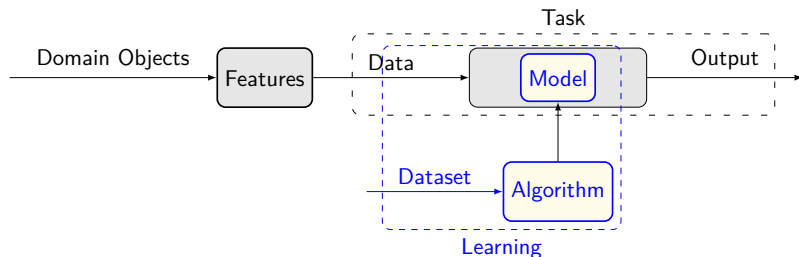 Task
Domain Objects
Features
Data
Model
Output
Dataset
Algorithm
Learning